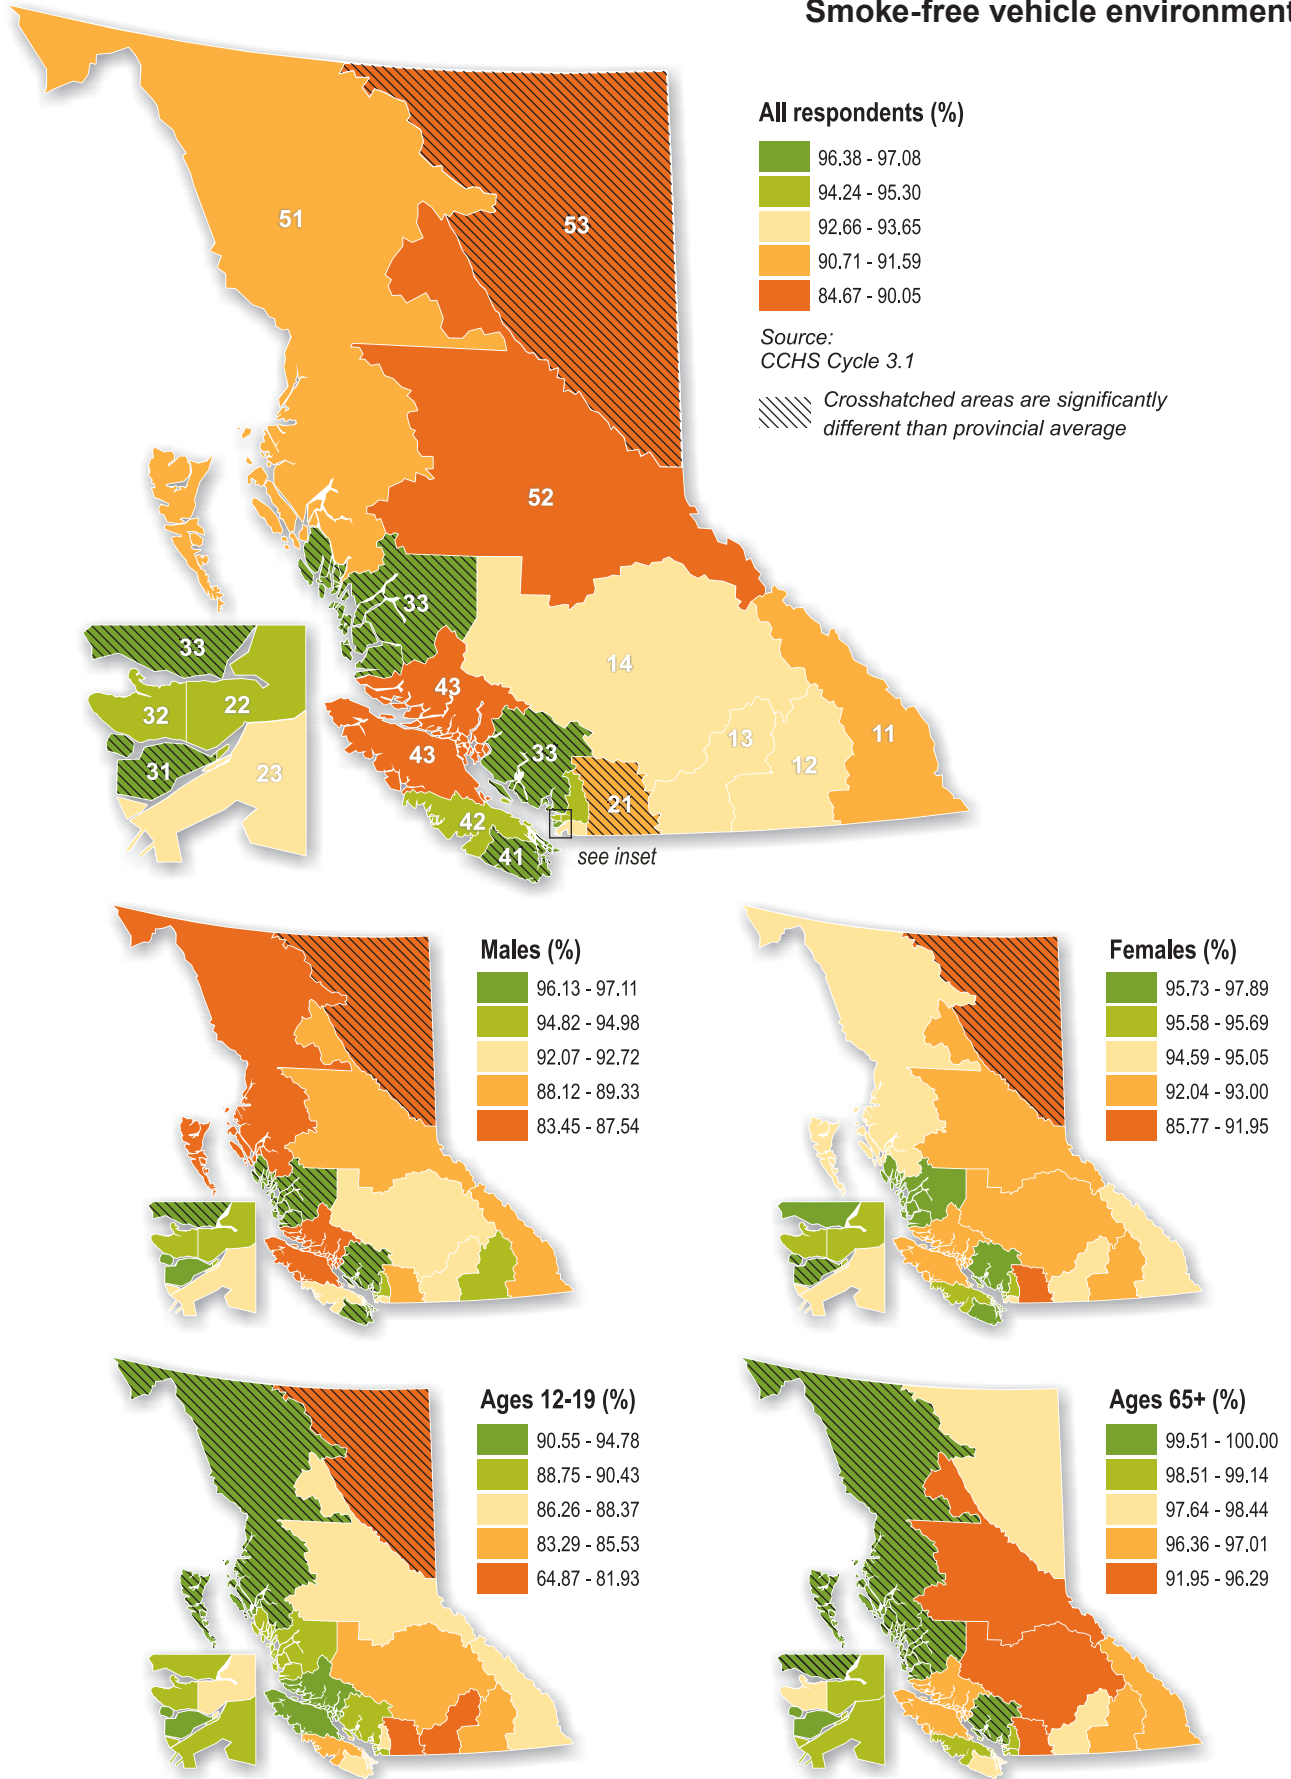 Smoke-free vehicle environment
All respondents (%)
96.38 - 97.08
94.24 - 95.30
92.66 - 93.65
90.71 - 91.59
84.67 - 90.05
Source:
CCHS Cycle 3.1
Crosshatched areas are significantly
different than provincial average
51
53
52
33
14
43
13
11
12
43
33
21
42
41
see inset
33
32
22
31
23
Males (%)
96.13 - 97.11
94.82 - 94.98
92.07 - 92.72
88.12 - 89.33
83.45 - 87.54
Females (%)
95.73 - 97.89
95.58 - 95.69
94.59 - 95.05
92.04 - 93.00
85.77 - 91.95
Ages 12-19 (%)
90.55 - 94.78
88.75 - 90.43
86.26 - 88.37
83.29 - 85.53
64.87 - 81.93
Ages 65+ (%)
99.51 - 100.00
98.51 - 99.14
97.64 - 98.44
96.36 - 97.01
91.95 - 96.29